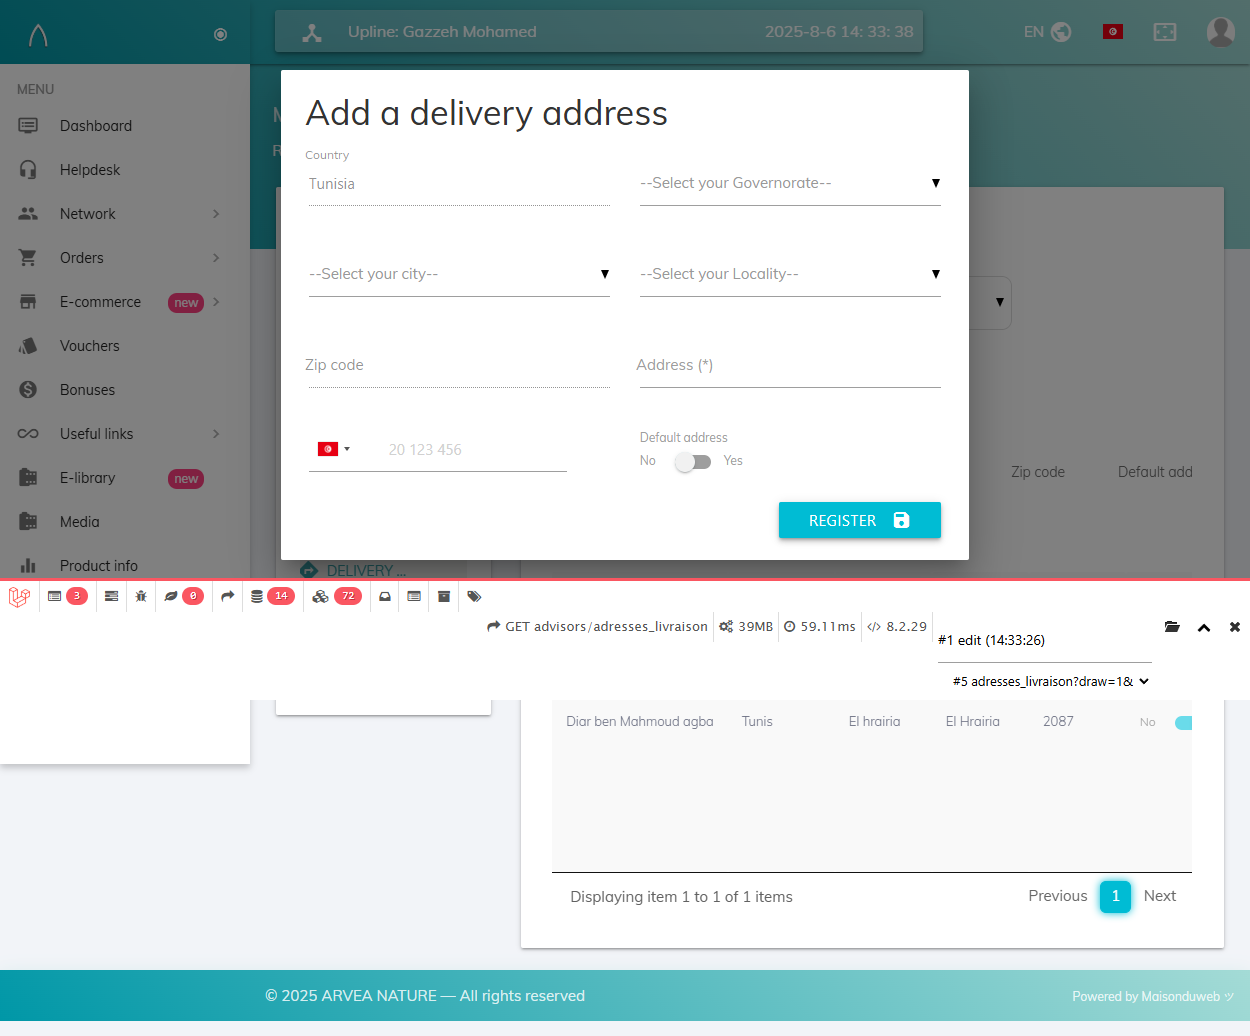 Upline: Gazzeh Mohamed
2025-8-6 14: 33: 38
EN
MENU
Dashboard
Helpdesk
Network
Orders
E-commerce new
Vouchers
Bonuses
Useful links
E-library new
Media
Product info
M
R
Add a delivery address
Country
Tunisia
--Select your Governorate--
--Select your city--
--Select your Locality--
Zip code
Address (*)
20 123 456
Default address
No Yes
REGISTER
Zip code
Default add
DELIVERY ...
3
0
14
72
GET advisors/adresses_livraison
39MB
59.11ms
8.2.29
#1 edit (14:33:26)
#5 adresses_livraison?draw=1&
Diar ben Mahmoud agba Tunis El hrairia El Hrairia 2087 No
Displaying item 1 to 1 of 1 items
Previous 1 Next
© 2025 ARVEA NATURE — All rights reserved
Powered by Maisonduweb ツ